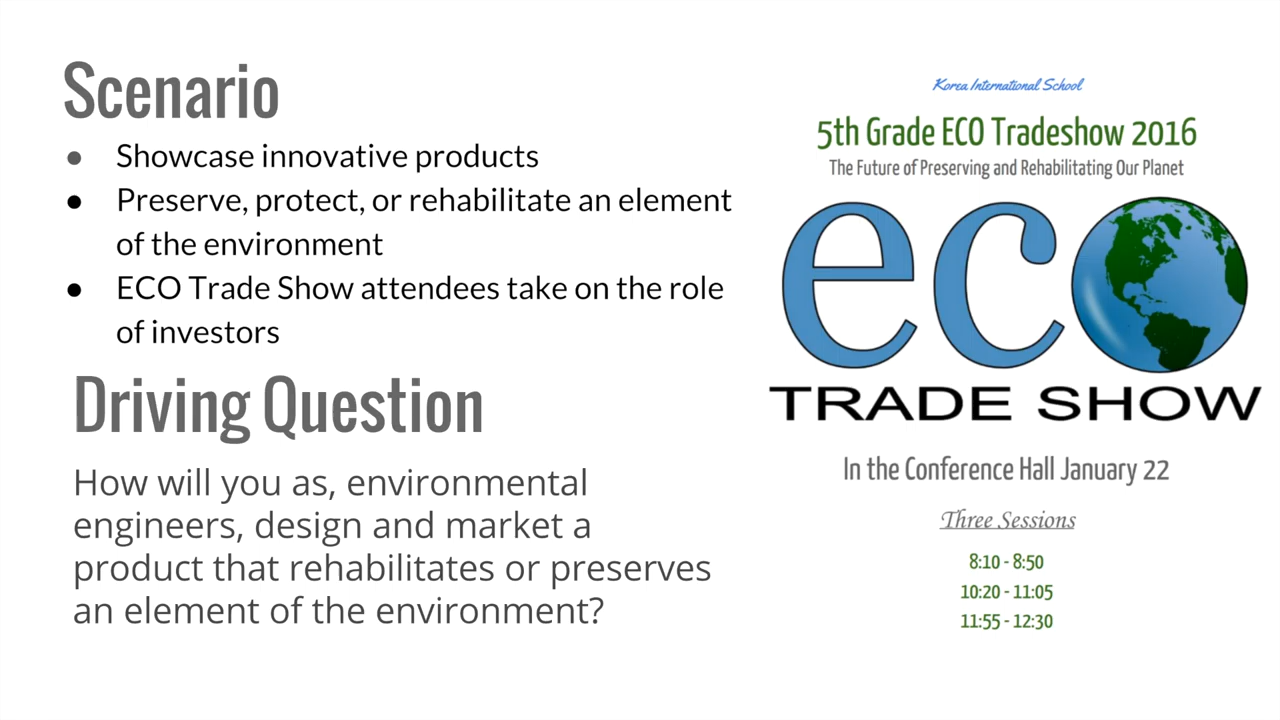 Scenario
● Showcase innovative products
● Preserve, protect, or rehabilitate an element
of the environment
● ECO Trade Show attendees take on the role
of investors
Driving Question
How will you as, environmental
engineers, design and market a
product that rehabilitates or preserves
an element of the environment?
Korea International School
5th Grade ECO Tradeshow 2016
The Future of Preserving and Rehabilitating Our Planet
eco
TRADE SHOW
In the Conference Hall January 22
Three Sessions
8:10 - 8:50
10:20 - 11:05
11:55 - 12:30